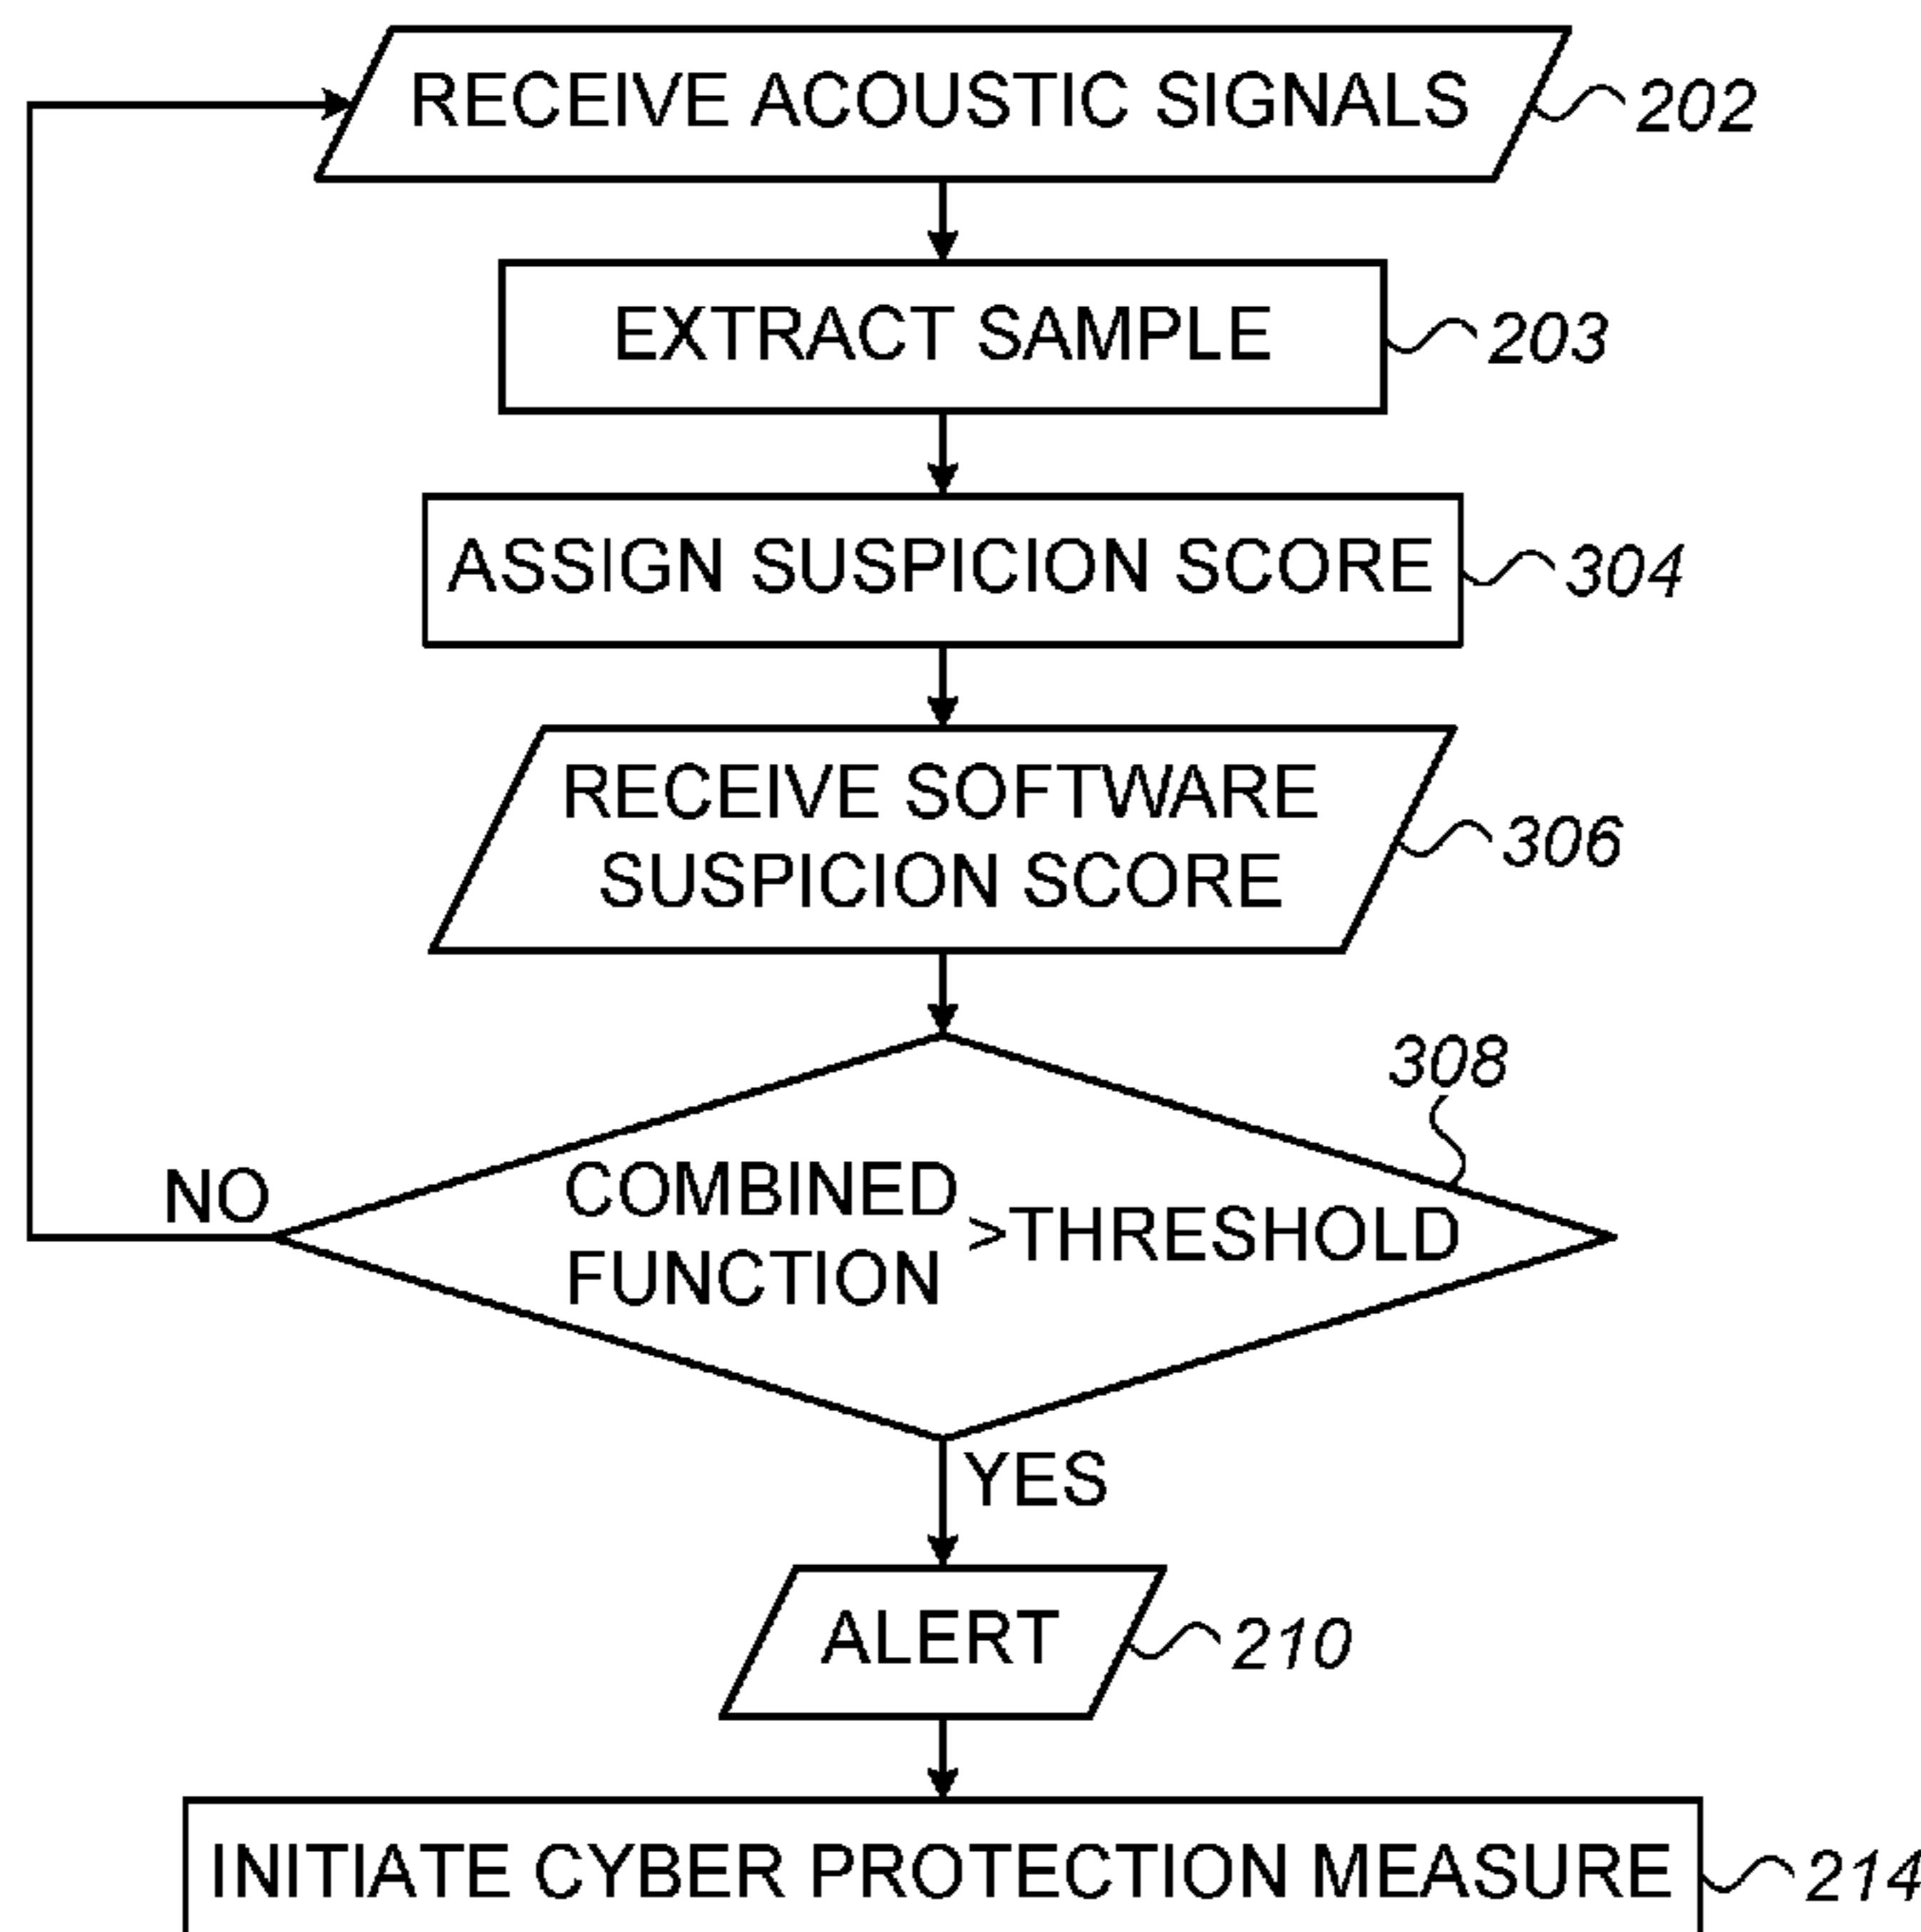 RECEIVE ACOUSTIC SIGNALS
202
EXTRACT SAMPLE
203
ASSIGN SUSPICION SCORE
304
RECEIVE SOFTWARE
SUSPICION SCORE
306
308
NO
COMBINED
FUNCTION
>THRESHOLD
YES
ALERT
210
INITIATE CYBER PROTECTION MEASURE
214